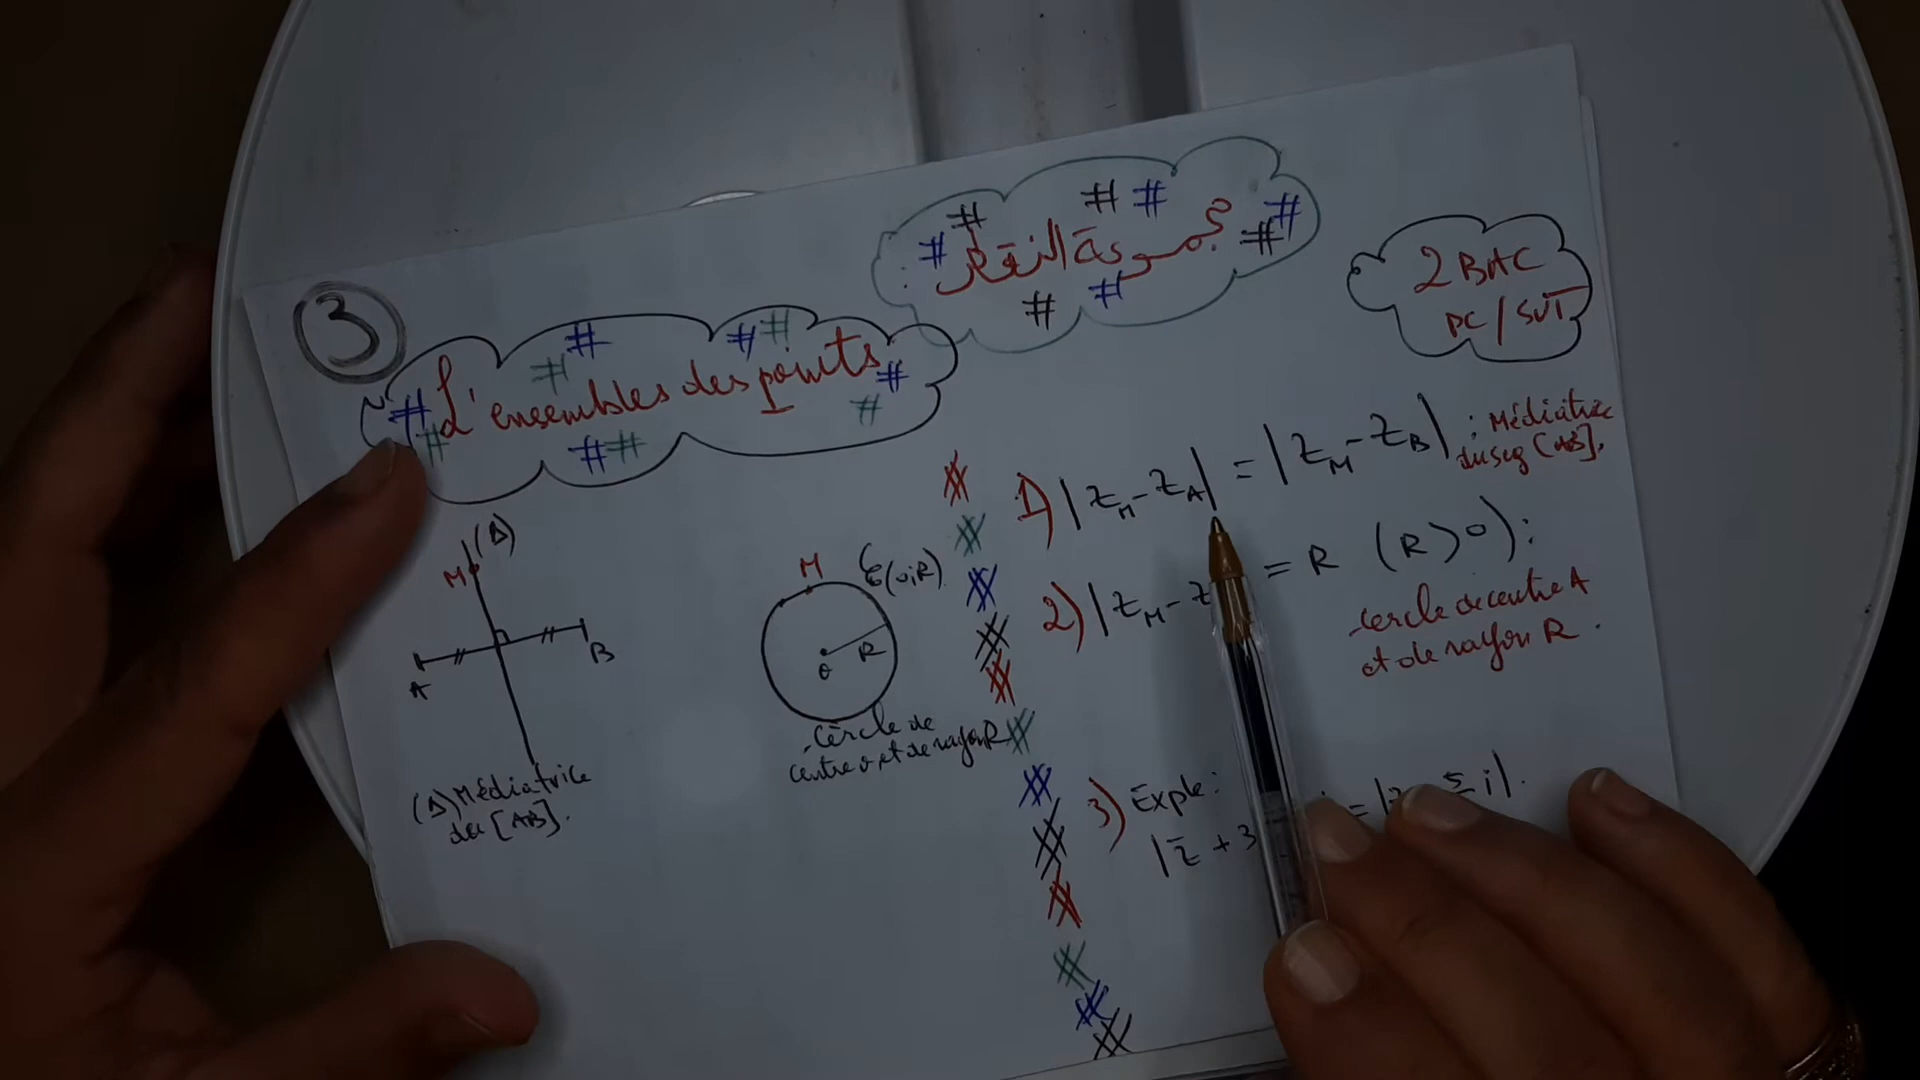 مجموعة النقط
2 BAC
PC / SVT
3
L'ensembles des points
1) |Z_M - Z_A| = |Z_M - Z_B| : Médiatrice
du seg [AB].
2) |Z_M - Z = R (R>0):
cercle de centre A
et de rayon R.
(Δ)
M
A
B
(Δ) Médiatrice
de [AB].
M
R
cercle de
centre o, et de rayon R
3) Exple:
|z̄ + 3